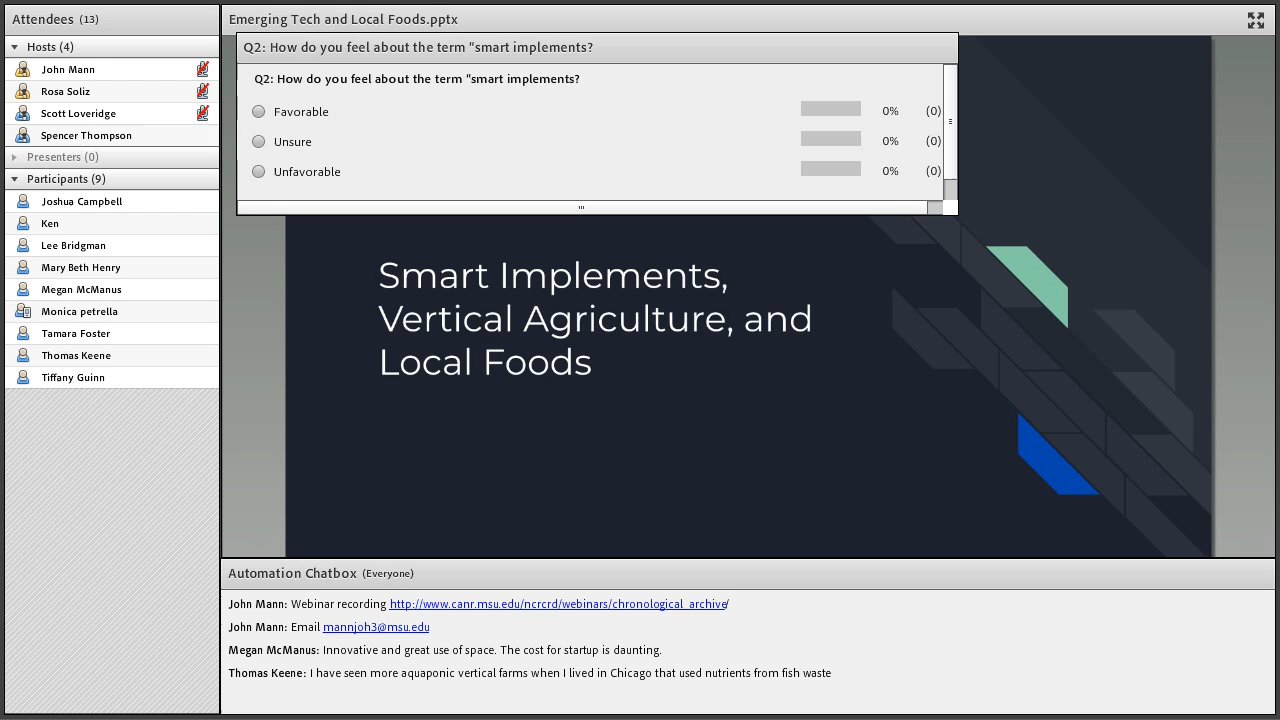 Attendees (13)
Hosts (4)
John Mann
Rosa Soliz
Scott Loveridge
Spencer Thompson
Presenters (0)
Participants (9)
Joshua Campbell
Ken
Lee Bridgman
Mary Beth Henry
Megan McManus
Monica petrella
Tamara Foster
Thomas Keene
Tiffany Guinn
Emerging Tech and Local Foods.pptx
Q2: How do you feel about the term “smart implements?
Q2: How do you feel about the term “smart implements?
Favorable 0% (0)
Unsure 0% (0)
Unfavorable 0% (0)
Smart Implements,
Vertical Agriculture, and
Local Foods
Automation Chatbox (Everyone)
John Mann: Webinar recording http://www.canr.msu.edu/ncrcrd/webinars/chronological_archive/
John Mann: Email mannjoh3@msu.edu
Megan McManus: Innovative and great use of space. The cost for startup is daunting.
Thomas Keene: I have seen more aquaponic vertical farms when I lived in Chicago that used nutrients from fish waste